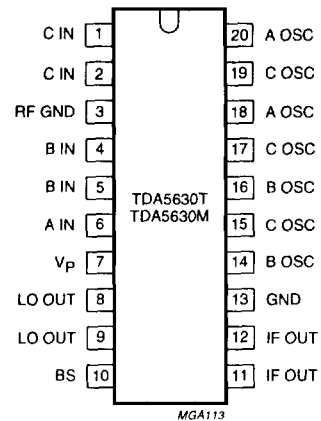 C IN 1 20 A OSC
C IN 2 19 C OSC
RF GND 3 18 A OSC
B IN 4 17 C OSC
B IN 5 16 B OSC
A IN 6 15 C OSC
TDA5630T
TDA5630M
VP 7 14 B OSC
LO OUT 8 13 GND
LO OUT 9 12 IF OUT
BS 10 11 IF OUT
MGA113